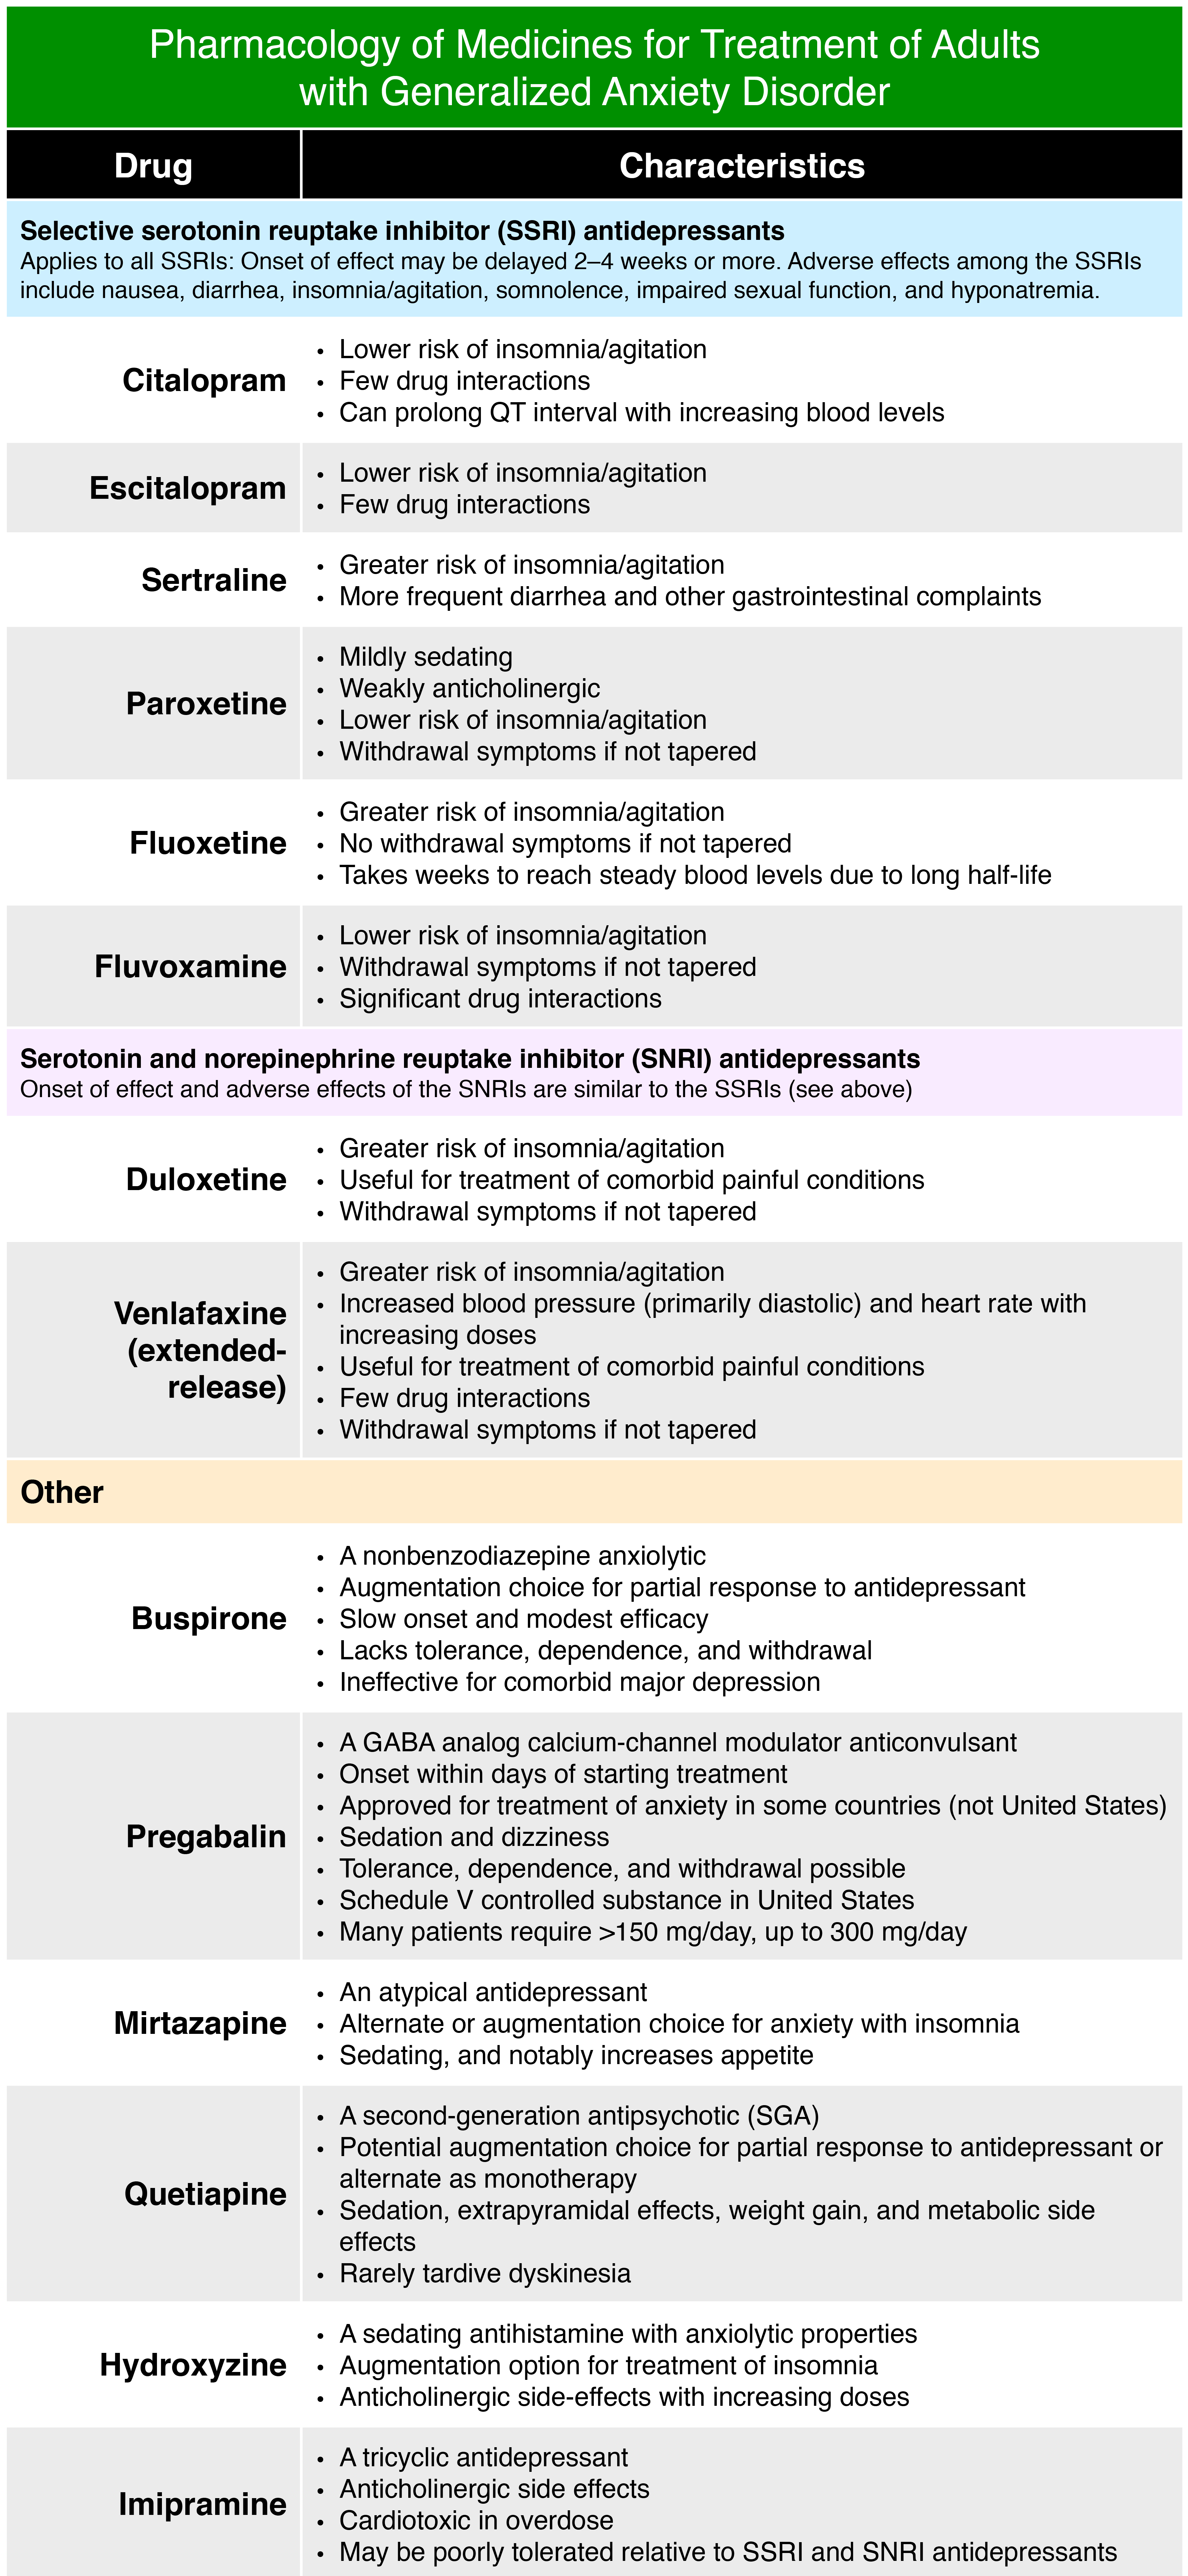 Pharmacology of Medicines for Treatment of Adults
with Generalized Anxiety Disorder
Drug
Characteristics
Selective serotonin reuptake inhibitor (SSRI) antidepressants
Applies to all SSRIs: Onset of effect may be delayed 2–4 weeks or more. Adverse effects among the SSRIs
include nausea, diarrhea, insomnia/agitation, somnolence, impaired sexual function, and hyponatremia.
Citalopram
• Lower risk of insomnia/agitation
• Few drug interactions
• Can prolong QT interval with increasing blood levels
Escitalopram
• Lower risk of insomnia/agitation
• Few drug interactions
Sertraline
• Greater risk of insomnia/agitation
• More frequent diarrhea and other gastrointestinal complaints
Paroxetine
• Mildly sedating
• Weakly anticholinergic
• Lower risk of insomnia/agitation
• Withdrawal symptoms if not tapered
Fluoxetine
• Greater risk of insomnia/agitation
• No withdrawal symptoms if not tapered
• Takes weeks to reach steady blood levels due to long half-life
Fluvoxamine
• Lower risk of insomnia/agitation
• Withdrawal symptoms if not tapered
• Significant drug interactions
Serotonin and norepinephrine reuptake inhibitor (SNRI) antidepressants
Onset of effect and adverse effects of the SNRIs are similar to the SSRIs (see above)
Duloxetine
• Greater risk of insomnia/agitation
• Useful for treatment of comorbid painful conditions
• Withdrawal symptoms if not tapered
Venlafaxine
(extended-
release)
• Greater risk of insomnia/agitation
• Increased blood pressure (primarily diastolic) and heart rate with
increasing doses
• Useful for treatment of comorbid painful conditions
• Few drug interactions
• Withdrawal symptoms if not tapered
Other
Buspirone
• A nonbenzodiazepine anxiolytic
• Augmentation choice for partial response to antidepressant
• Slow onset and modest efficacy
• Lacks tolerance, dependence, and withdrawal
• Ineffective for comorbid major depression
Pregabalin
• A GABA analog calcium-channel modulator anticonvulsant
• Onset within days of starting treatment
• Approved for treatment of anxiety in some countries (not United States)
• Sedation and dizziness
• Tolerance, dependence, and withdrawal possible
• Schedule V controlled substance in United States
• Many patients require >150 mg/day, up to 300 mg/day
Mirtazapine
• An atypical antidepressant
• Alternate or augmentation choice for anxiety with insomnia
• Sedating, and notably increases appetite
Quetiapine
• A second-generation antipsychotic (SGA)
• Potential augmentation choice for partial response to antidepressant or
alternate as monotherapy
• Sedation, extrapyramidal effects, weight gain, and metabolic side
effects
• Rarely tardive dyskinesia
Hydroxyzine
• A sedating antihistamine with anxiolytic properties
• Augmentation option for treatment of insomnia
• Anticholinergic side-effects with increasing doses
Imipramine
• A tricyclic antidepressant
• Anticholinergic side effects
• Cardiotoxic in overdose
• May be poorly tolerated relative to SSRI and SNRI antidepressants